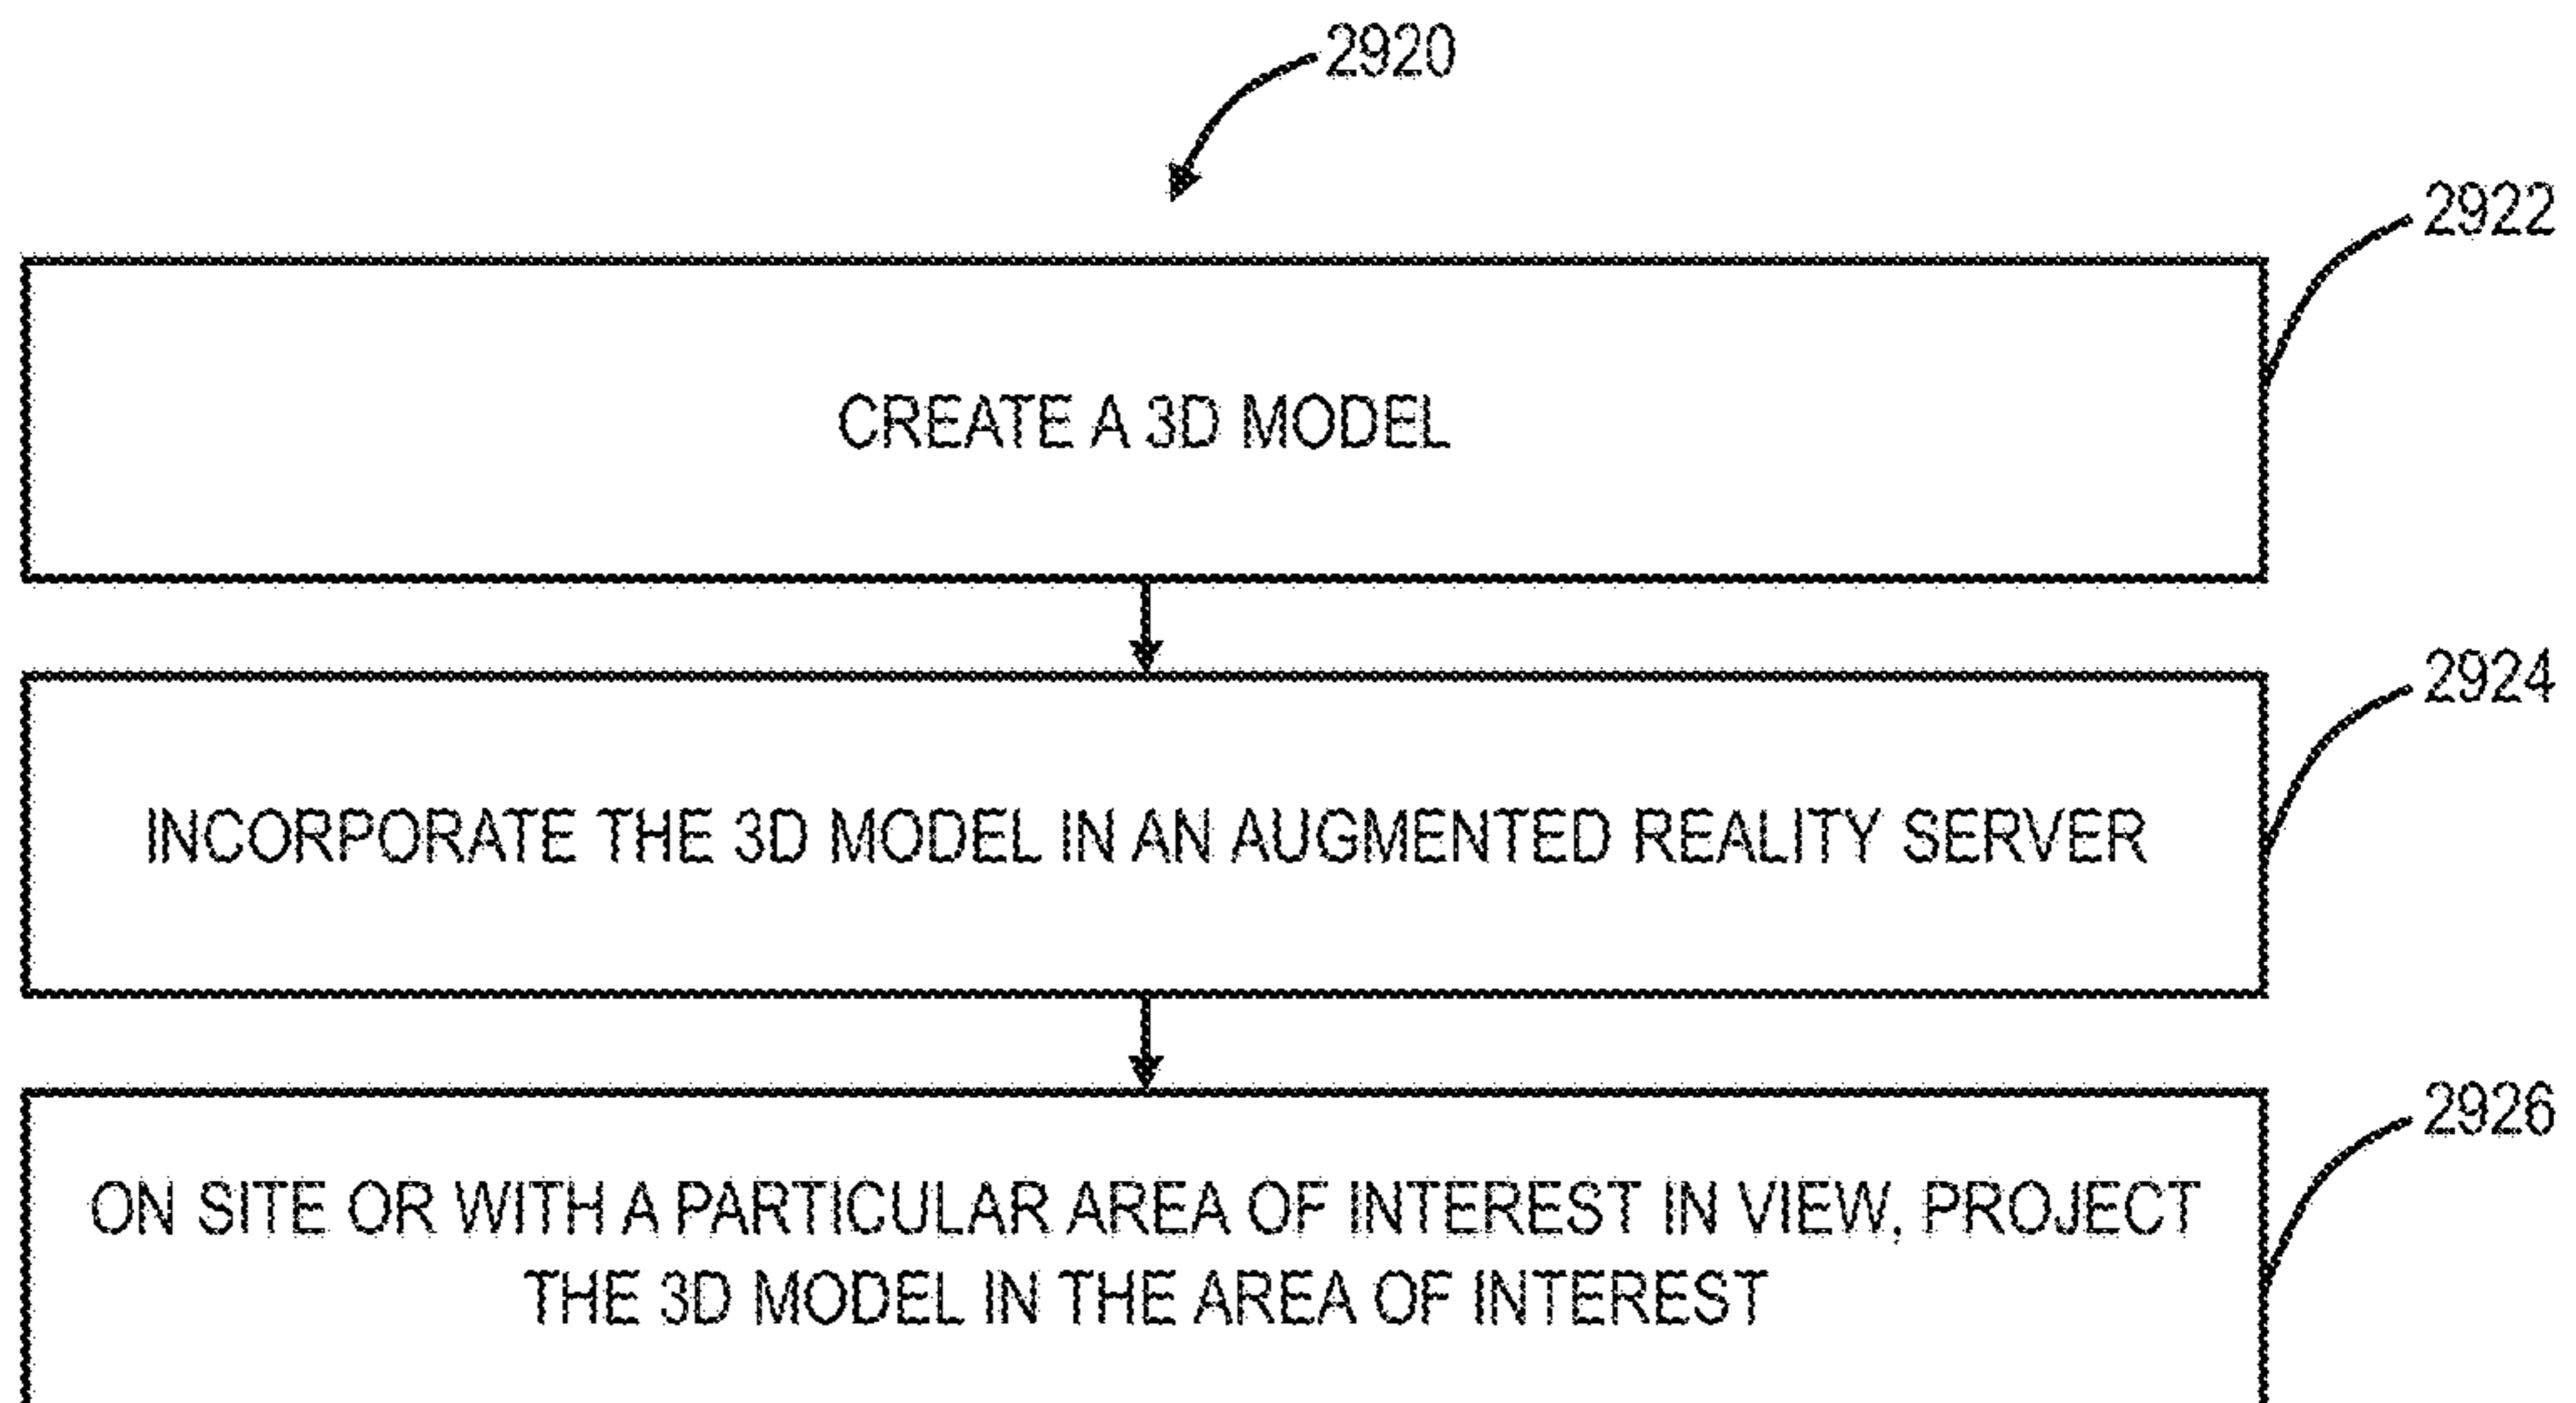 2920
2922
CREATE A 3D MODEL
2924
INCORPORATE THE 3D MODEL IN AN AUGMENTED REALITY SERVER
2926
ON SITE OR WITH A PARTICULAR AREA OF INTEREST IN VIEW, PROJECT
THE 3D MODEL IN THE AREA OF INTEREST